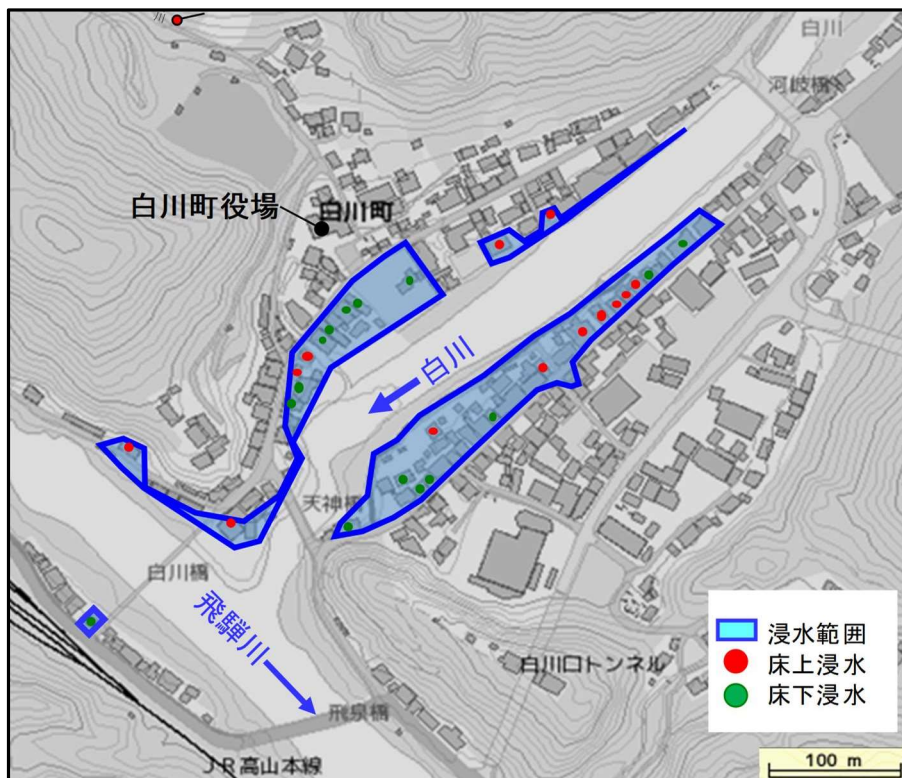 川
白川
河岐橋
白川町役場
白川町
白川
天神橋
白川橋
飛騨川
白川口トンネル
飛泉橋
JR高山本線
浸水範囲
床上浸水
床下浸水
100 m